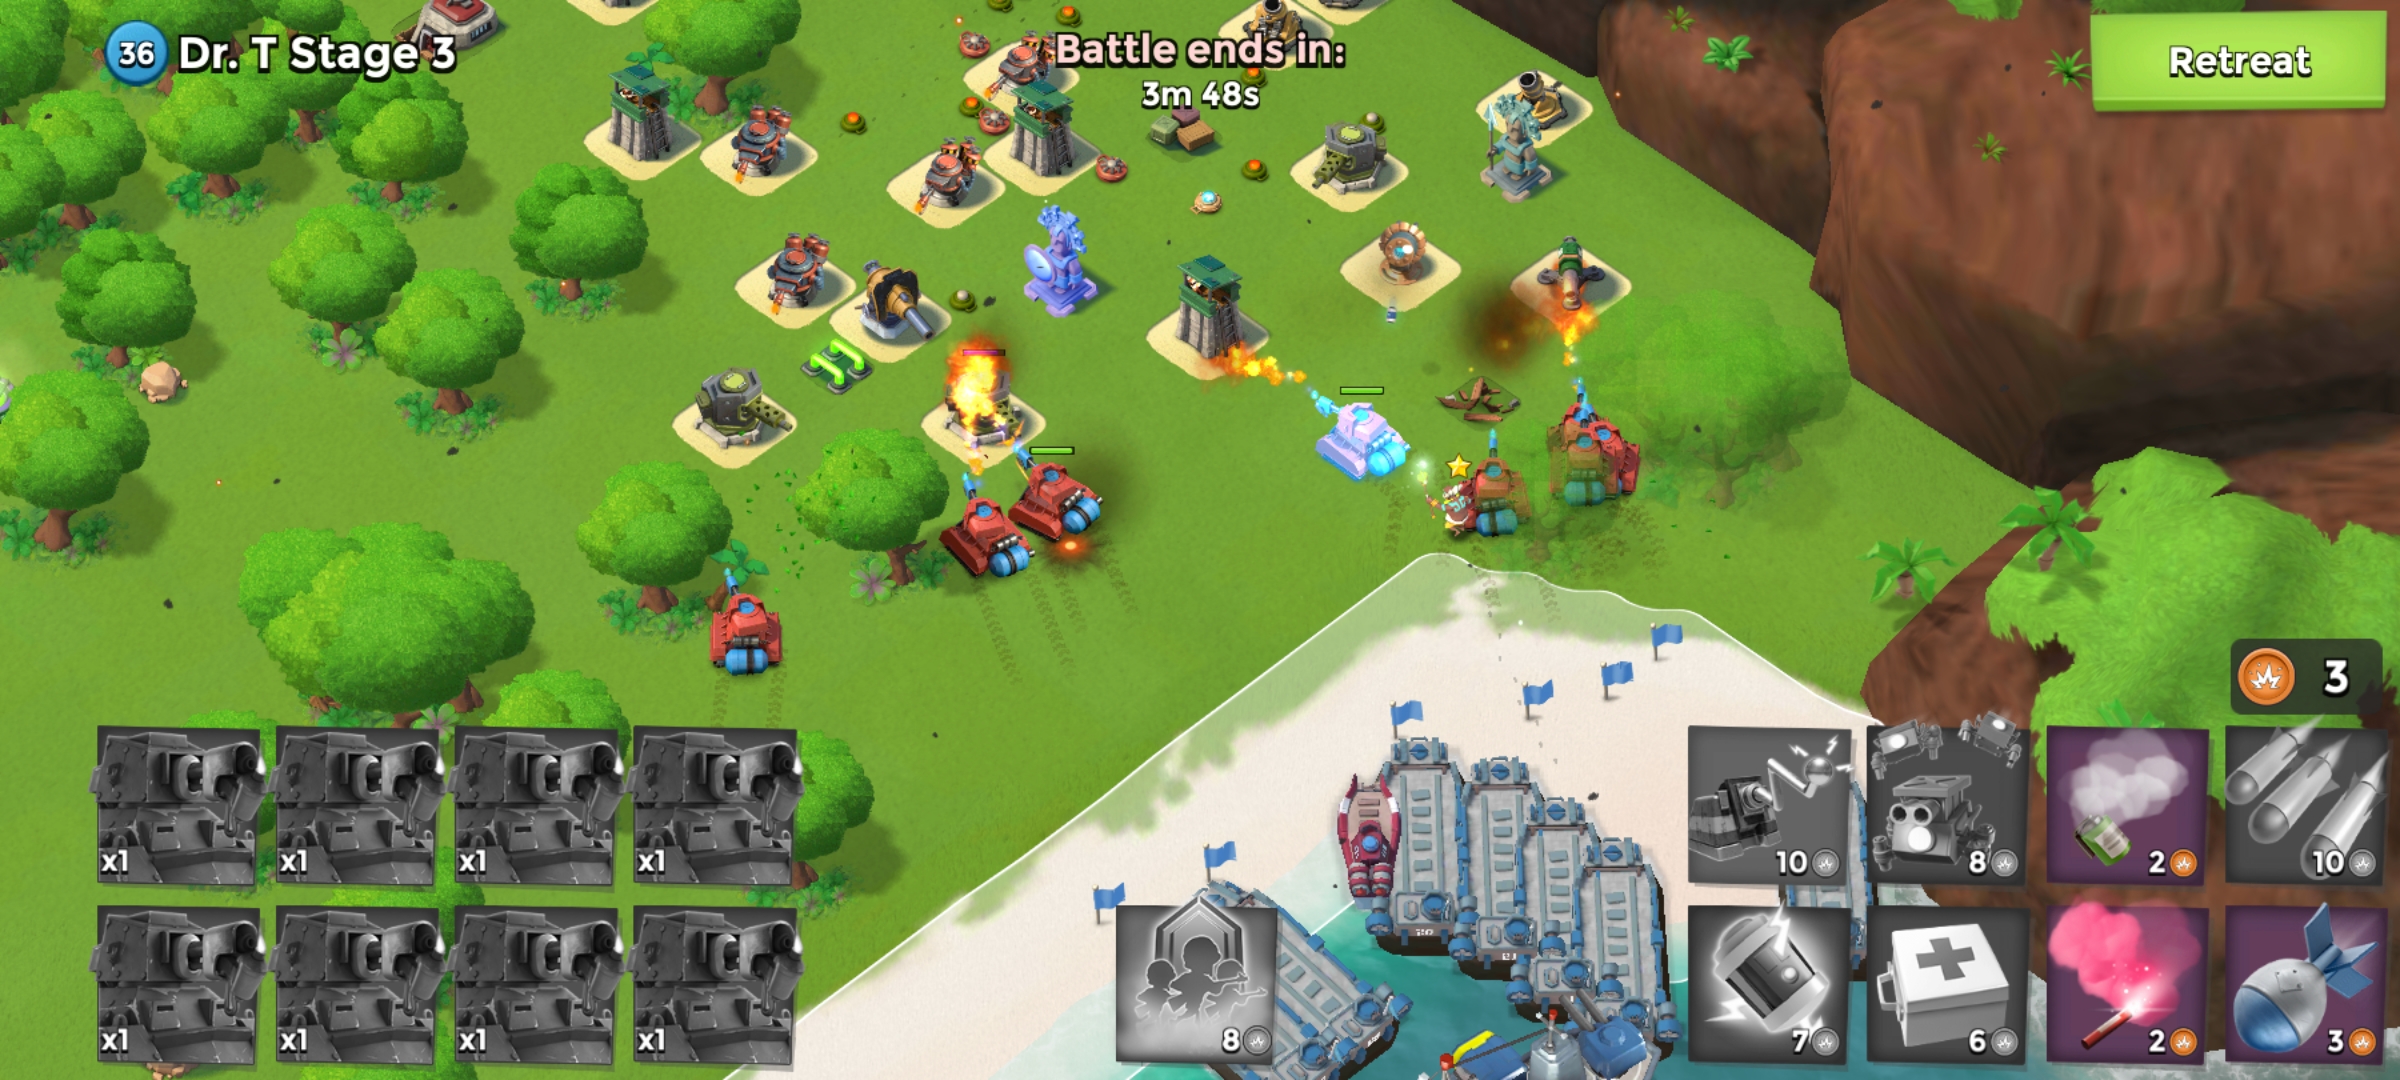 36 Dr. T Stage 3
Battle ends in:
3m 48s
Retreat
3
x1 x1 x1 x1
10 8 2 10
x1 x1 x1 x1
8 7 6 2 3